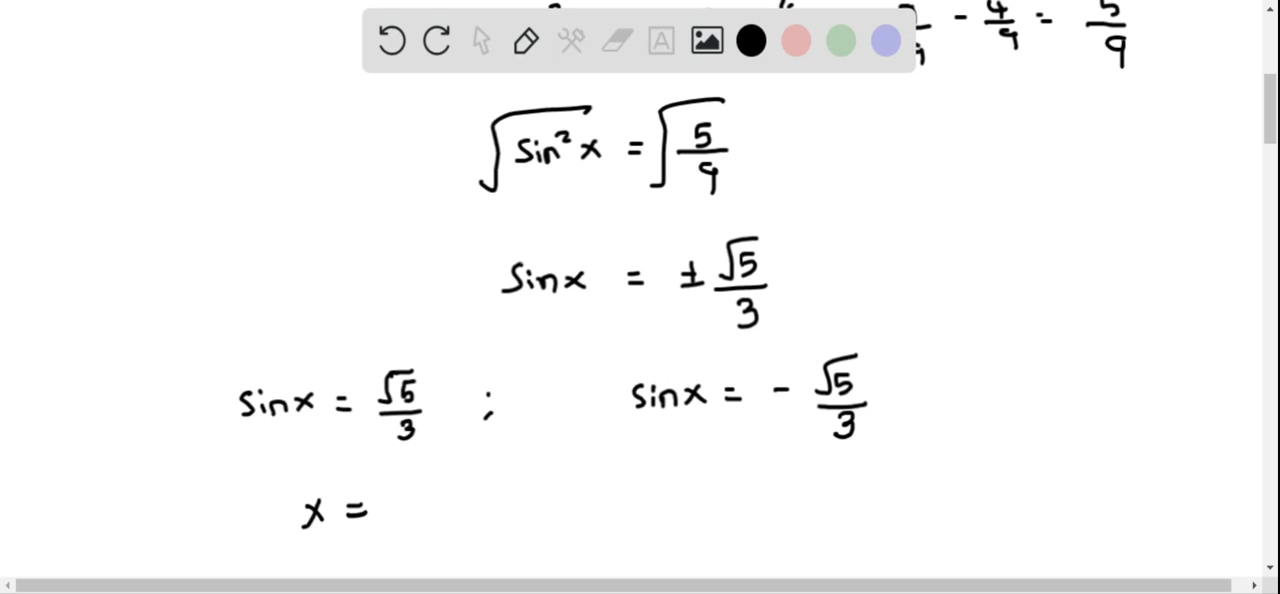 - 4/9 = 5/9
√sin²x = √5/9
sinx = ± √5/3
sinx = √5/3 ; sinx = - √5/3
x =